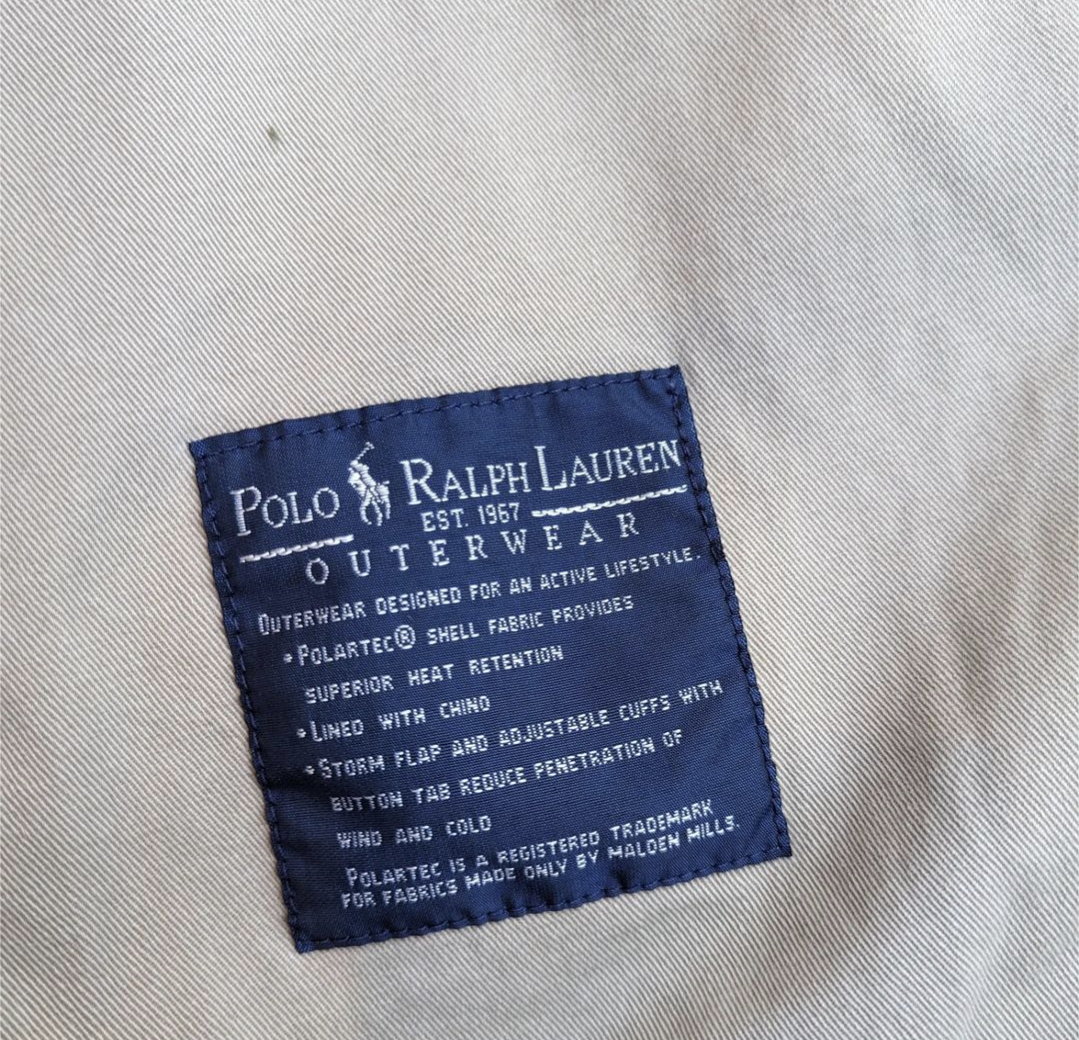 POLO RALPH LAUREN
EST. 1967
OUTERWEAR
OUTERWEAR DESIGNED FOR AN ACTIVE LIFESTYLE.
•POLARTEC® SHELL FABRIC PROVIDES
SUPERIOR HEAT RETENTION
•LINED WITH CHINO
•STORM FLAP AND ADJUSTABLE CUFFS WITH
BUTTON TAB REDUCE PENETRATION OF
WIND AND COLD
POLARTEC IS A REGISTERED TRADEMARK
FOR FABRICS MADE ONLY BY MALDEN MILLS.